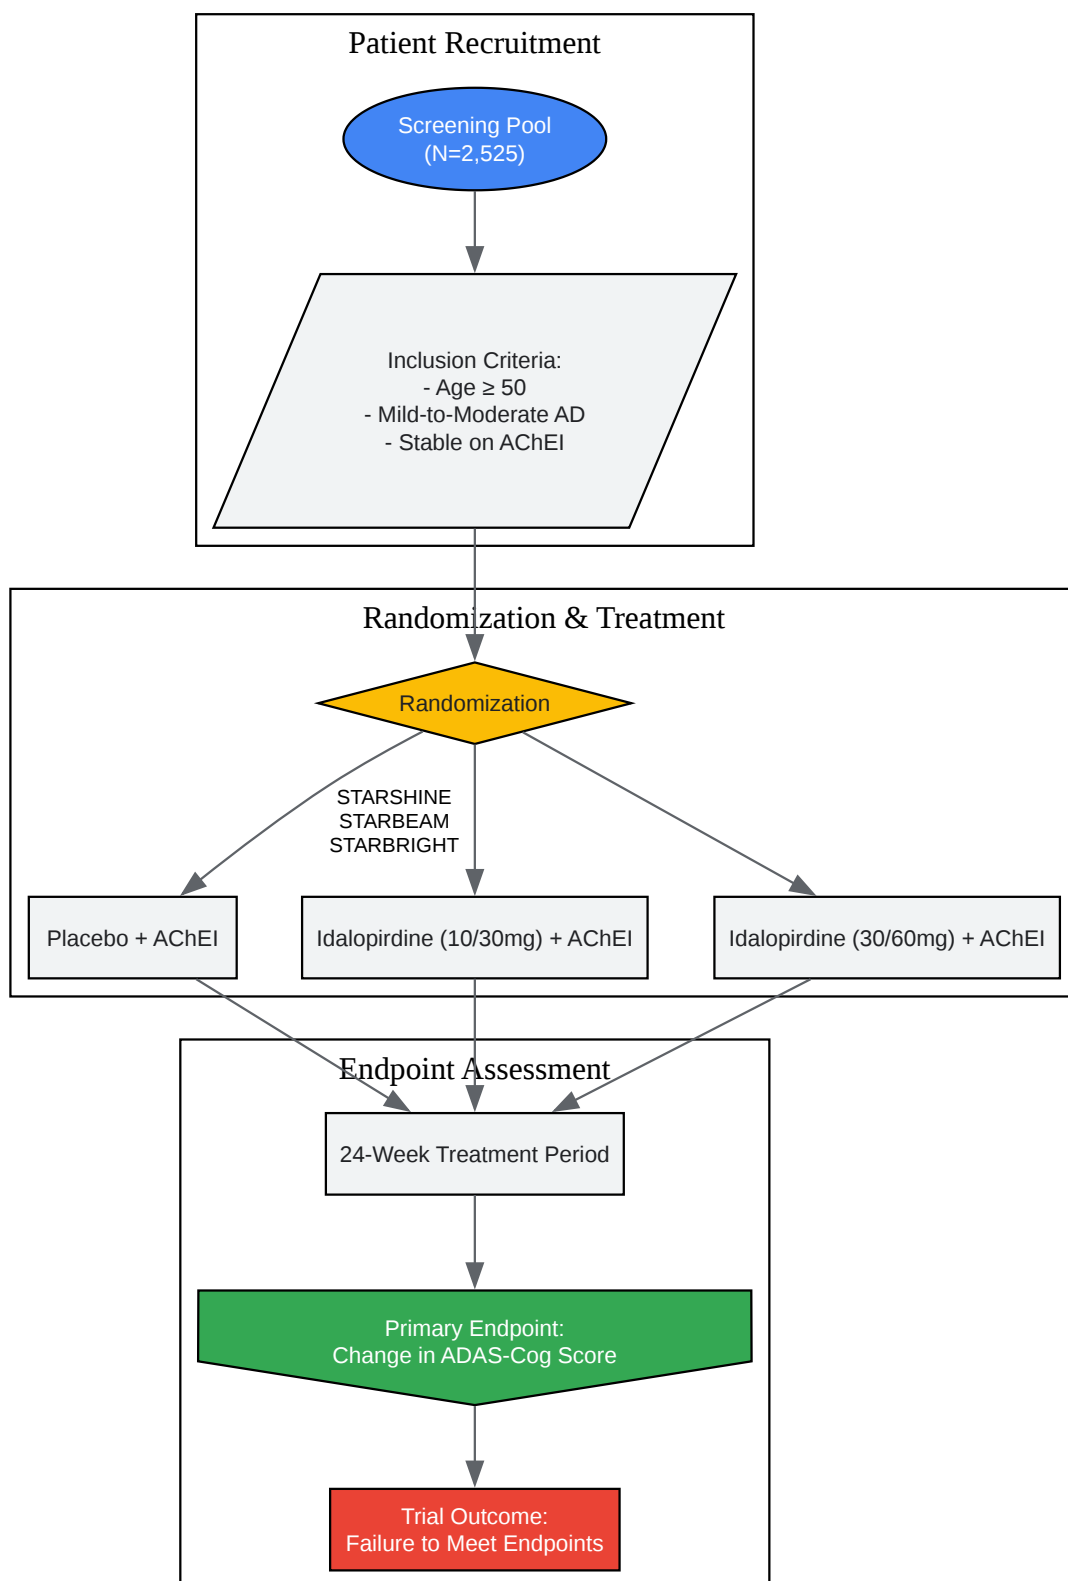 Patient Recruitment
Screening Pool
(N=2,525)
Inclusion Criteria:
- Age ≥ 50
- Mild-to-Moderate AD
- Stable on AChEI
Randomization & Treatment
Randomization
STARSHINE
STARBEAM
STARBRIGHT
Placebo + AChEI
Idalopirdine (10/30mg) + AChEI
Idalopirdine (30/60mg) + AChEI
Endpoint Assessment
24-Week Treatment Period
Primary Endpoint:
Change in ADAS-Cog Score
Trial Outcome:
Failure to Meet Endpoints